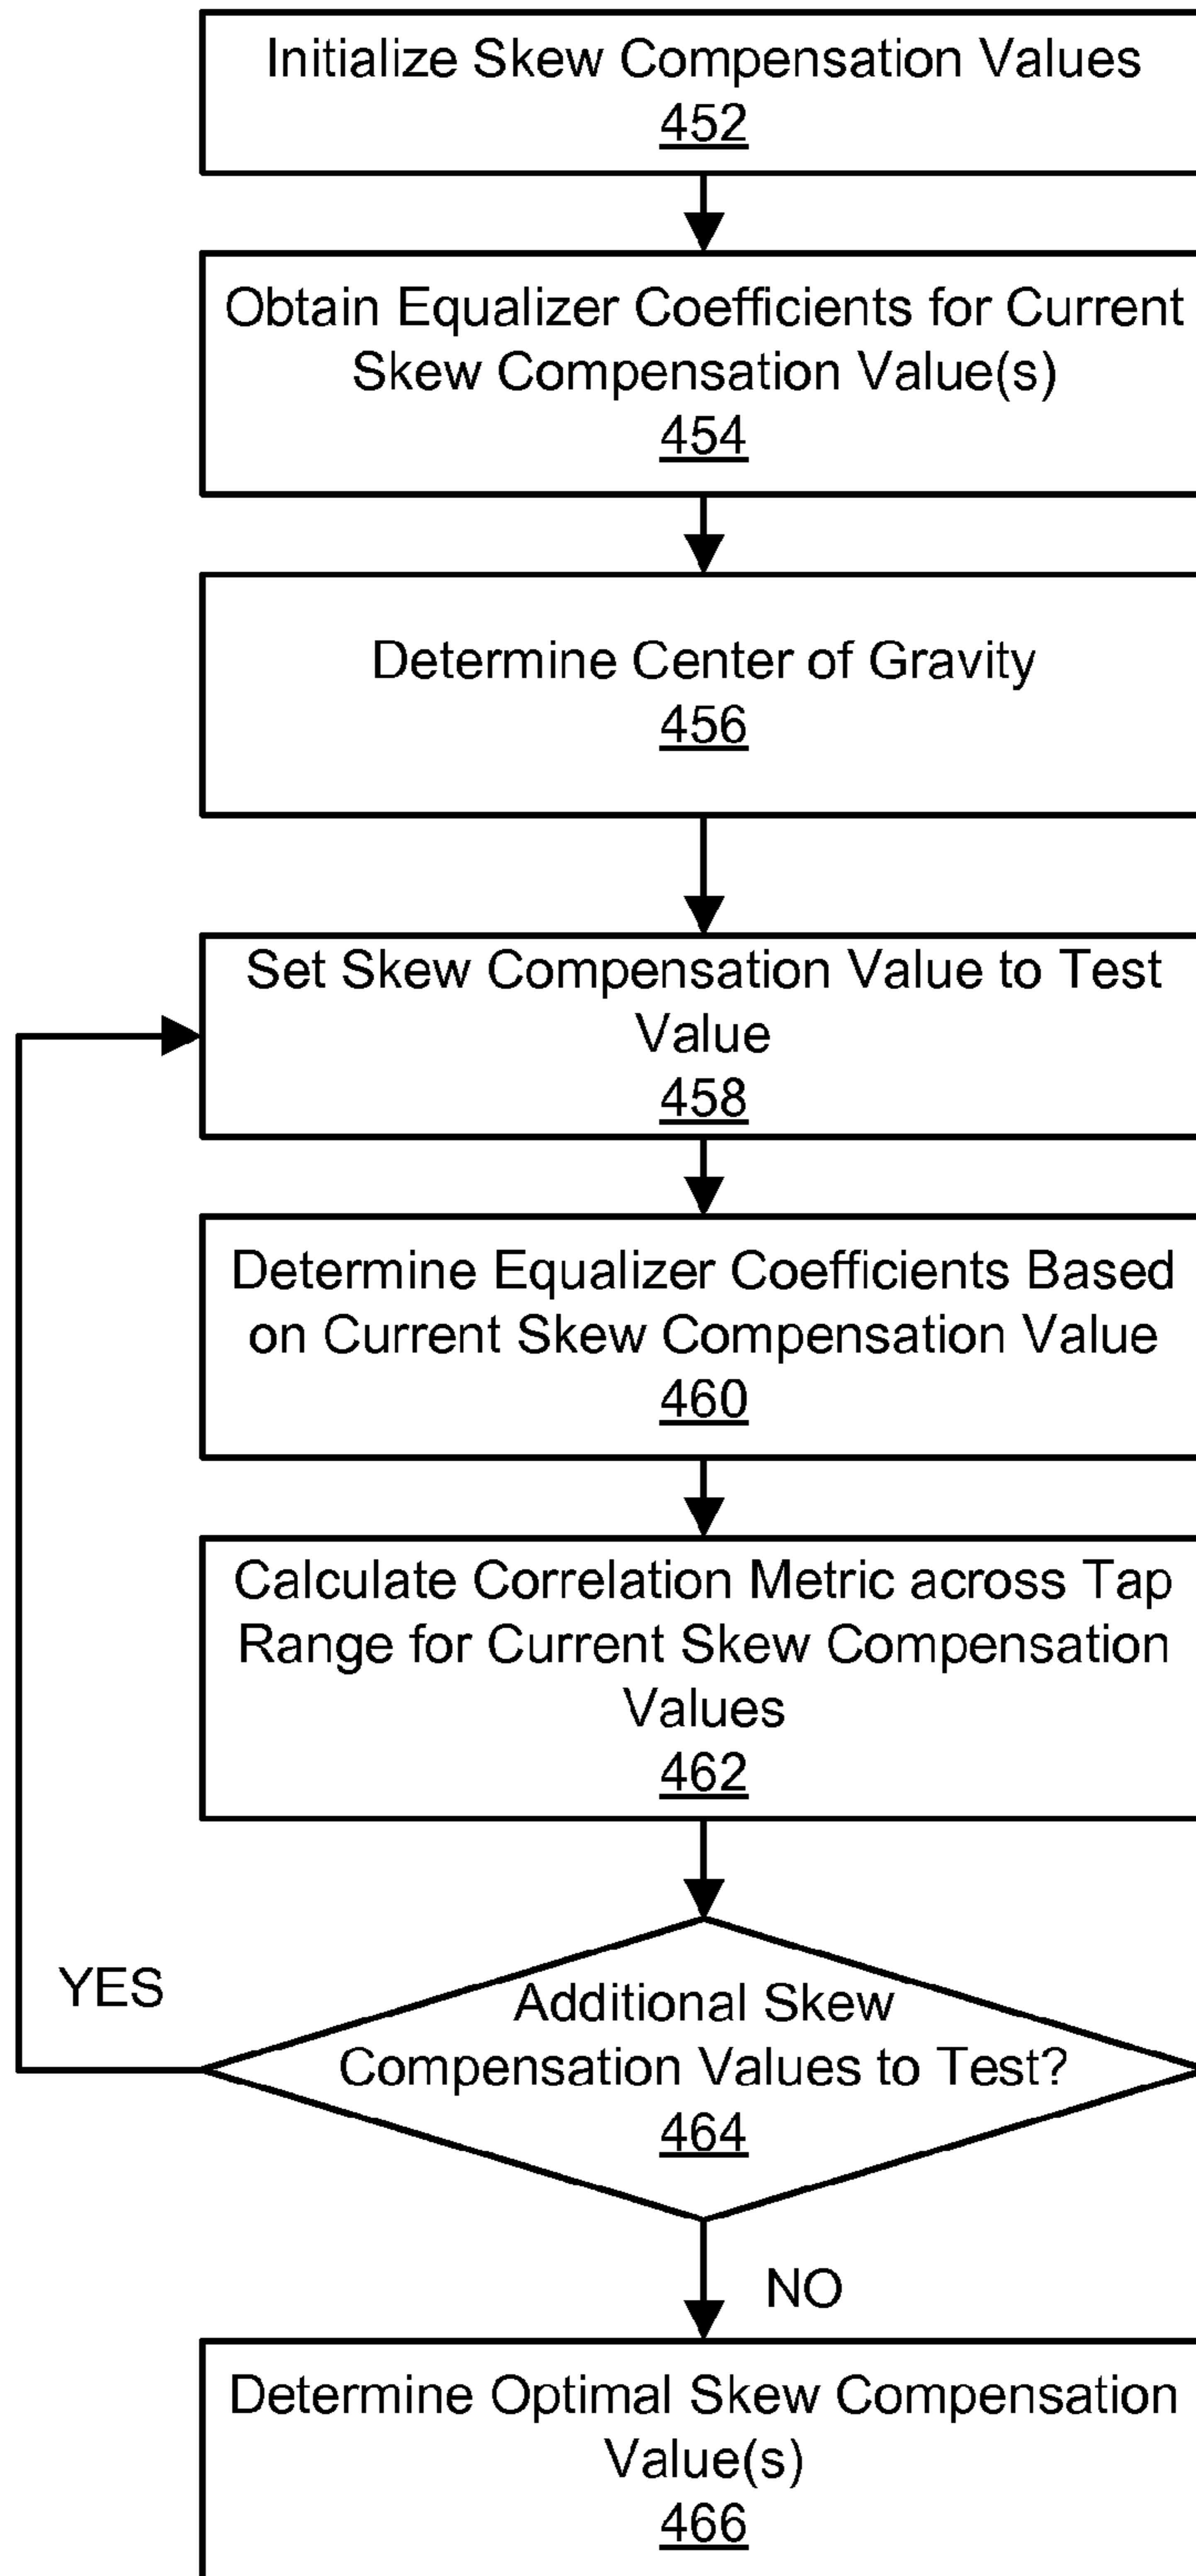 Initialize Skew Compensation Values
452
Obtain Equalizer Coefficients for Current
Skew Compensation Value(s)
454
Determine Center of Gravity
456
Set Skew Compensation Value to Test
Value
458
Determine Equalizer Coefficients Based
on Current Skew Compensation Value
460
Calculate Correlation Metric across Tap
Range for Current Skew Compensation
Values
462
YES
Additional Skew
Compensation Values to Test?
464
NO
Determine Optimal Skew Compensation
Value(s)
466